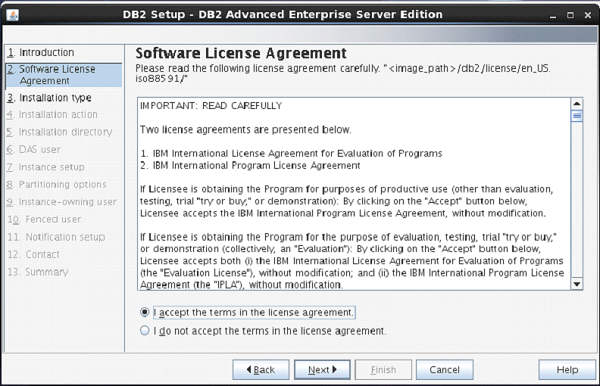 DB2 Setup - DB2 Advanced Enterprise Server Edition
1. Introduction
2. Software License
Agreement
3. Installation type
4. Installation action
5. Installation directory
6. DAS user
7. Instance setup
8. Partitioning options
9. Instance-owning user
10. Fenced user
11. Notification setup
12. Contact
13. Summary
Software License Agreement
Please read the following license agreement carefully. "<image_path>/db2/license/en_US.
iso88591/"
IMPORTANT: READ CAREFULLY
Two license agreements are presented below.
1. IBM International License Agreement for Evaluation of Programs
2. IBM International Program License Agreement
If Licensee is obtaining the Program for purposes of productive use (other than evaluation,
testing, trial "try or buy," or demonstration): By clicking on the "Accept" button below,
Licensee accepts the IBM International Program License Agreement, without modification.
If Licensee is obtaining the Program for the purpose of evaluation, testing, trial "try or buy,"
or demonstration (collectively, an "Evaluation"): By clicking on the "Accept" button below,
Licensee accepts both (i) the IBM International License Agreement for Evaluation of Programs
(the "Evaluation License"), without modification; and (ii) the IBM International Program License
Agreement (the "IPLA"), without modification.
I accept the terms in the license agreement.
I do not accept the terms in the license agreement.
Back
Next
Finish
Cancel
Help